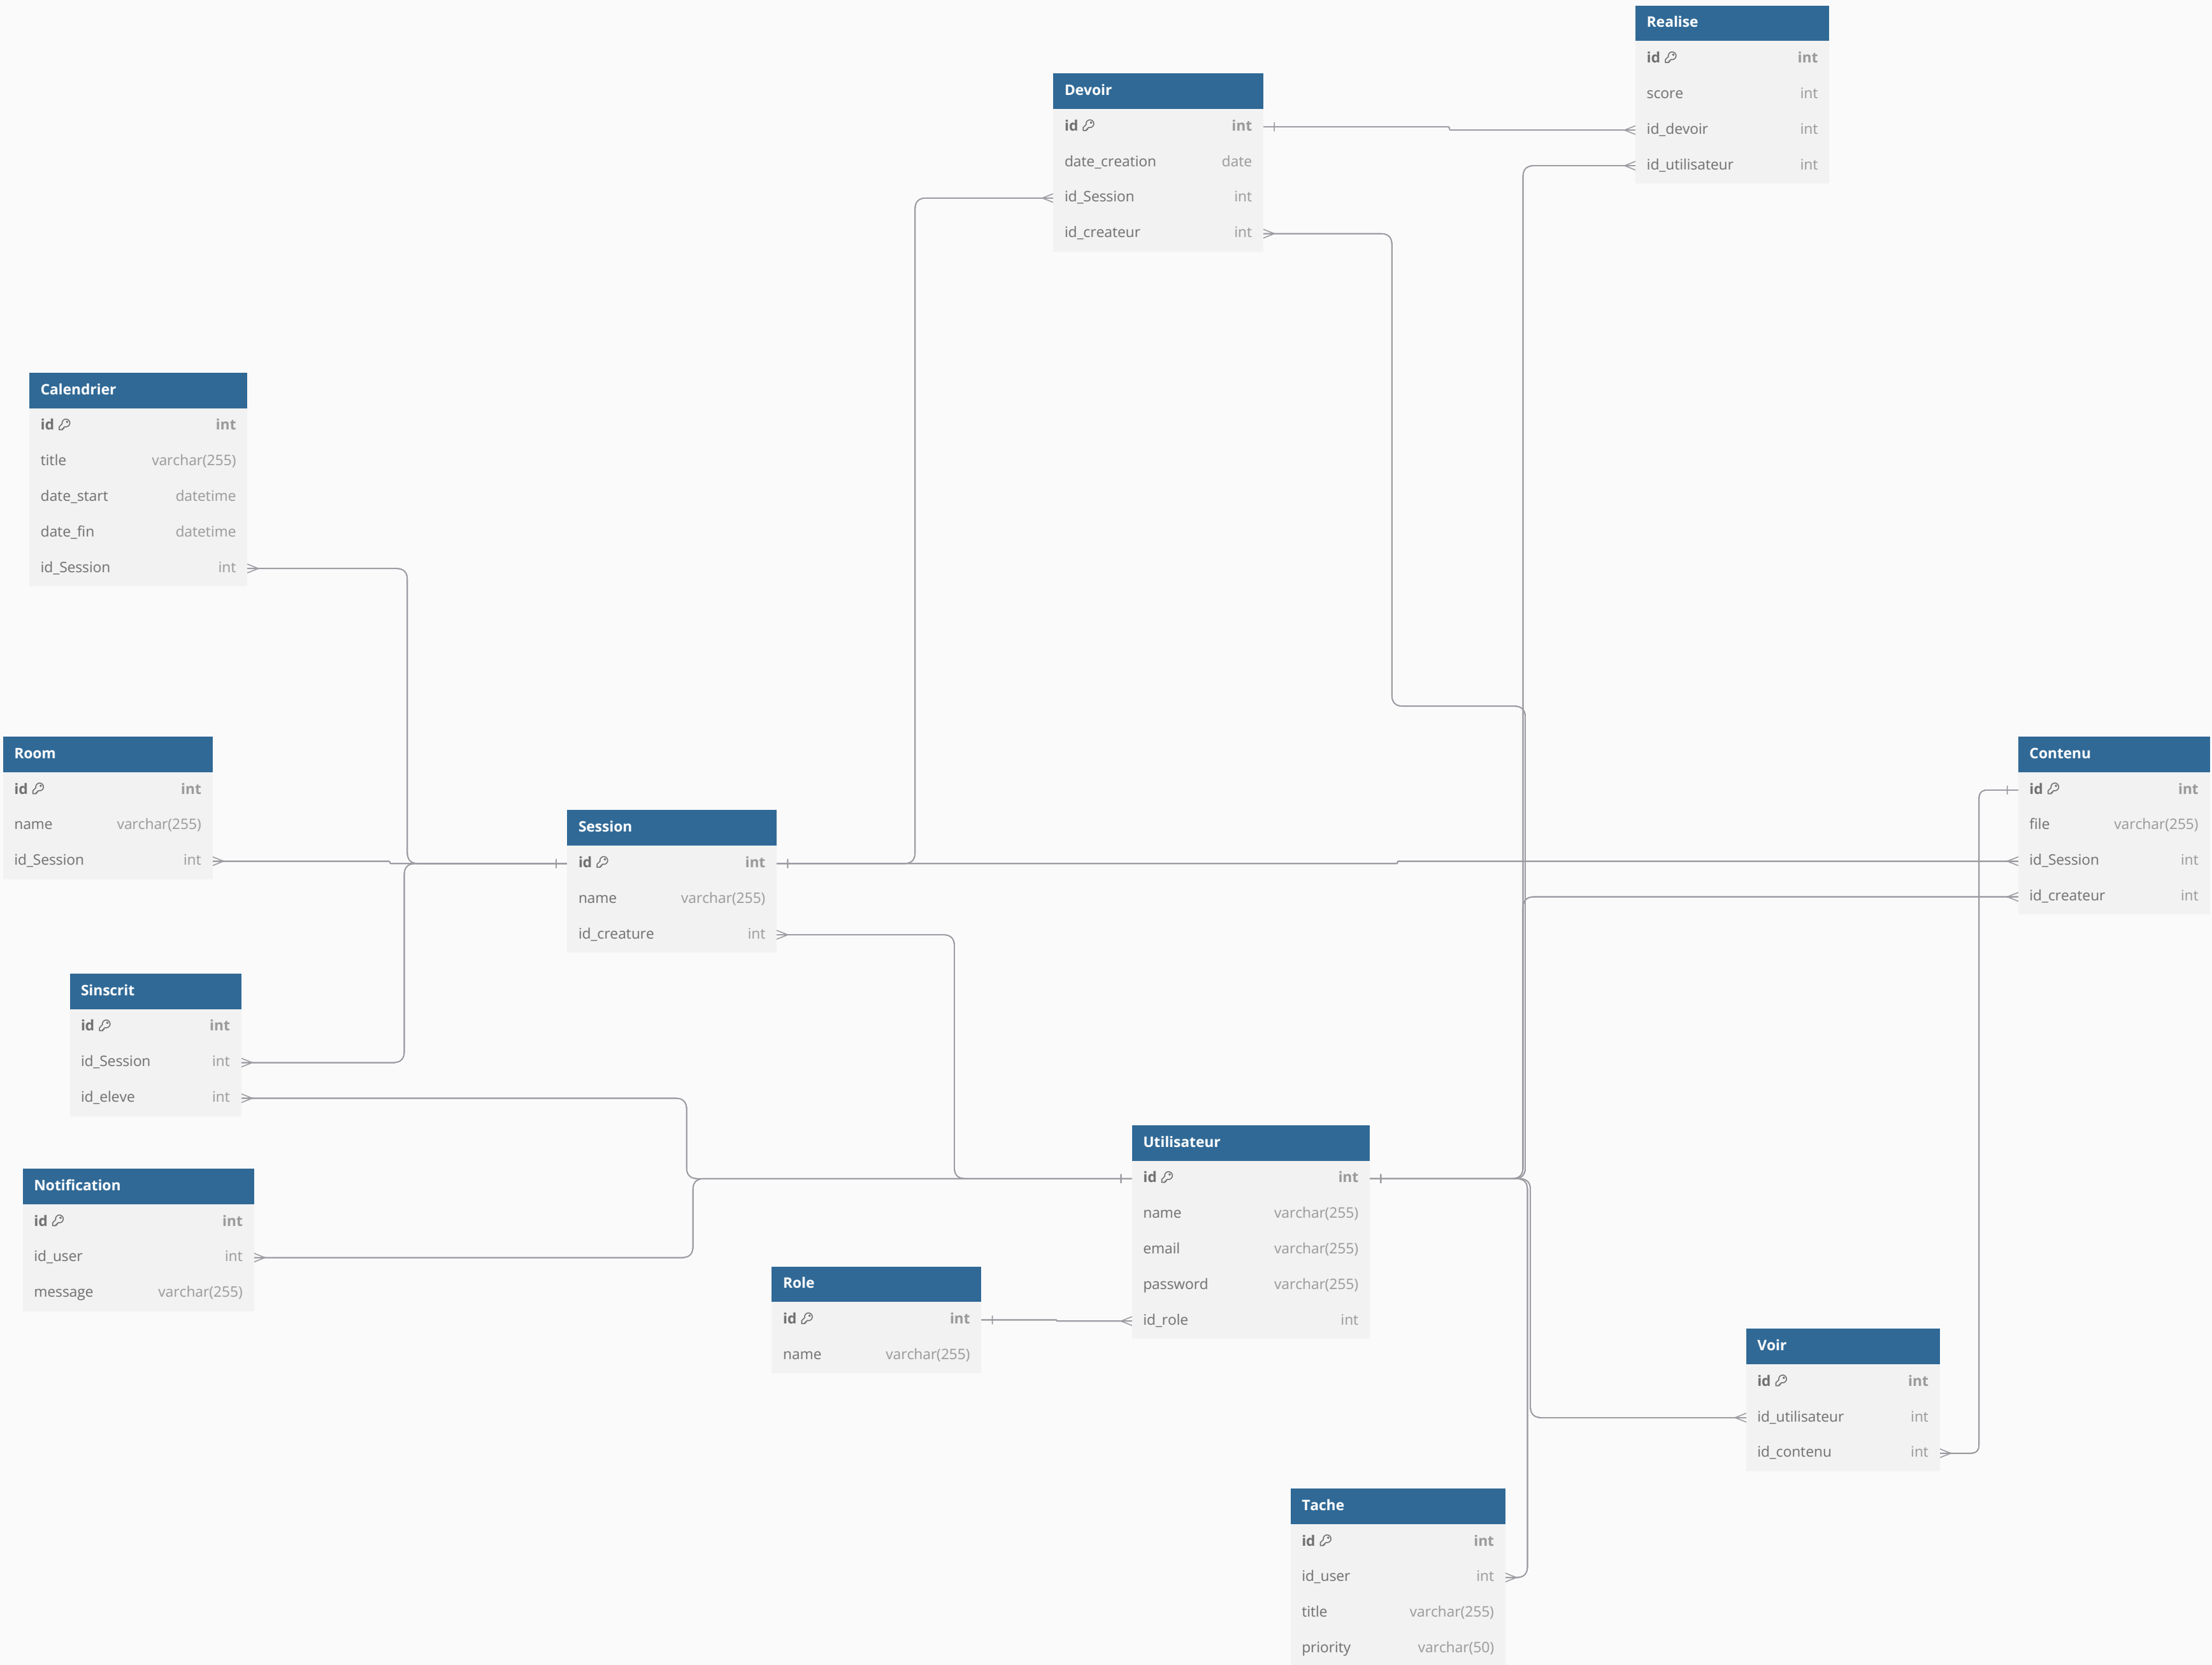 Realise
id int
score int
id_devoir int
id_utilisateur int
Devoir
id int
date_creation date
id_Session int
id_createur int
Calendrier
id int
title varchar(255)
date_start datetime
date_fin datetime
id_Session int
Room
id int
name varchar(255)
id_Session int
Contenu
id int
file varchar(255)
id_Session int
id_createur int
Session
id int
name varchar(255)
id_creature int
Sinscrit
id int
id_Session int
id_eleve int
Utilisateur
id int
name varchar(255)
email varchar(255)
password varchar(255)
id_role int
Notification
id int
id_user int
message varchar(255)
Role
id int
name varchar(255)
Voir
id int
id_utilisateur int
id_contenu int
Tache
id int
id_user int
title varchar(255)
priority varchar(50)